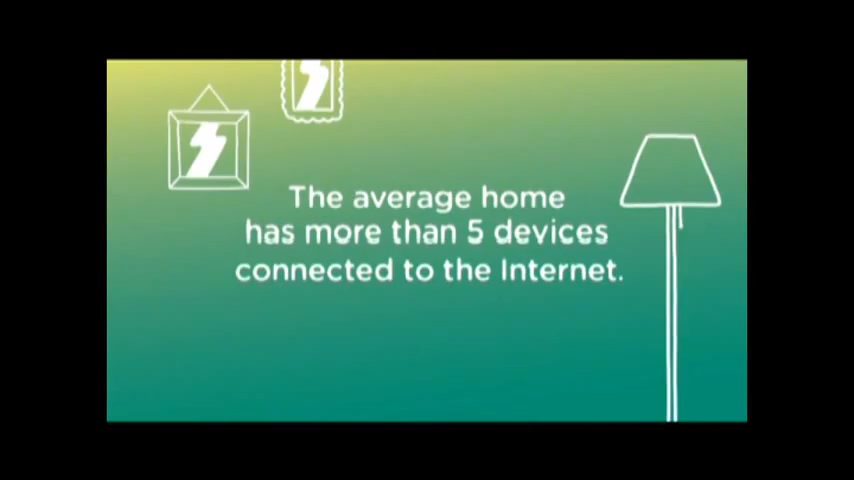 The average home
has more than 5 devices
connected to the Internet.